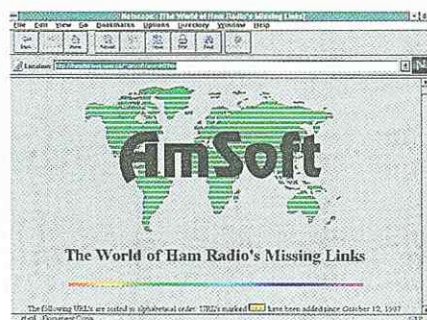 Netscape - [The World of Ham Radio's Missing Links]
File Edit View Go Bookmarks Options Directory Window Help
Location:
AmSoft
The World of Ham Radio's Missing Links
The following URL's are sorted in alphabetical order. URL's marked have been added since October 12, 1997
Document: Done